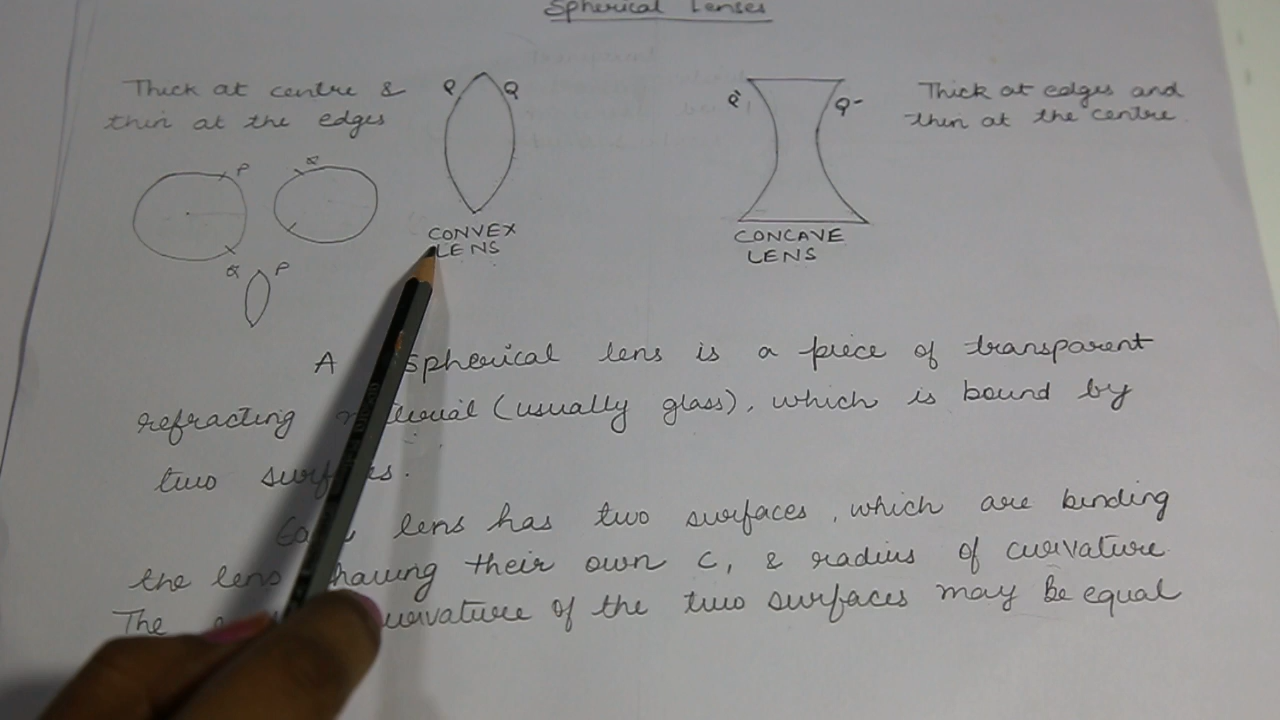 Spherical Lenses
Thick at centre &
thin at the edges
P Q
CONVEX
LENS
CONCAVE
LENS
Thick at edges and
thin at the centre.
P
Q P
A spherical lens is a piece of transparent
refracting (usually glass), which is bound by
two
lens has two surfaces, which are binding
the lens having their own C, & radius of curvature.
The of the two surfaces may be equal